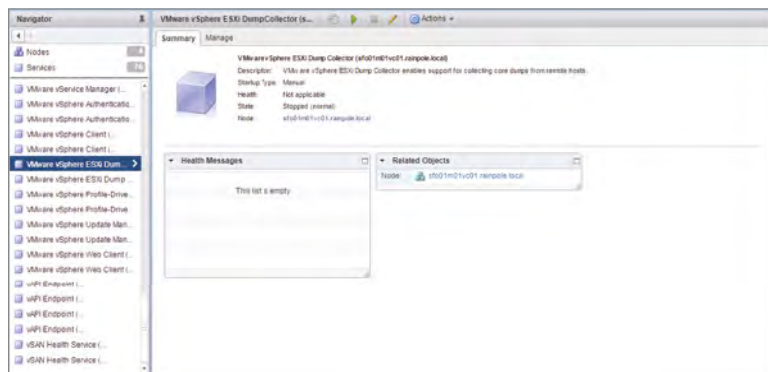 Navigator
VMware vSphere ESXi DumpCollector (s...
Actions
Summary Manage
Nodes
Services
VMware vSphere ESXi Dump Collector (sfo01m01vc01.rainpole.local)
Description: VMware vSphere ESXi Dump Collector enables support for collecting core dumps from remote hosts.
Startup Type: Manual
Health: Not applicable
State: Stopped (normal)
Node: sfo01m01vc01.rainpole.local
VMware vService Manager (...
VMware vSphere Authenticatio...
VMware vSphere Authenticatio...
VMware vSphere Client (...
VMware vSphere Client (...
VMware vSphere ESXi Dum...
VMware vSphere ESXi Dump ...
VMware vSphere Profile-Drive...
VMware vSphere Profile-Drive...
VMware vSphere Update Man...
VMware vSphere Update Man...
VMware vSphere Web Client (...
VMware vSphere Web Client (...
vAPI Endpoint (...
vAPI Endpoint (...
vAPI Endpoint (...
vAPI Endpoint (...
vSAN Health Service (...
vSAN Health Service (...
Health Messages
This list is empty.
Related Objects
Node: sfo01m01vc01.rainpole.local